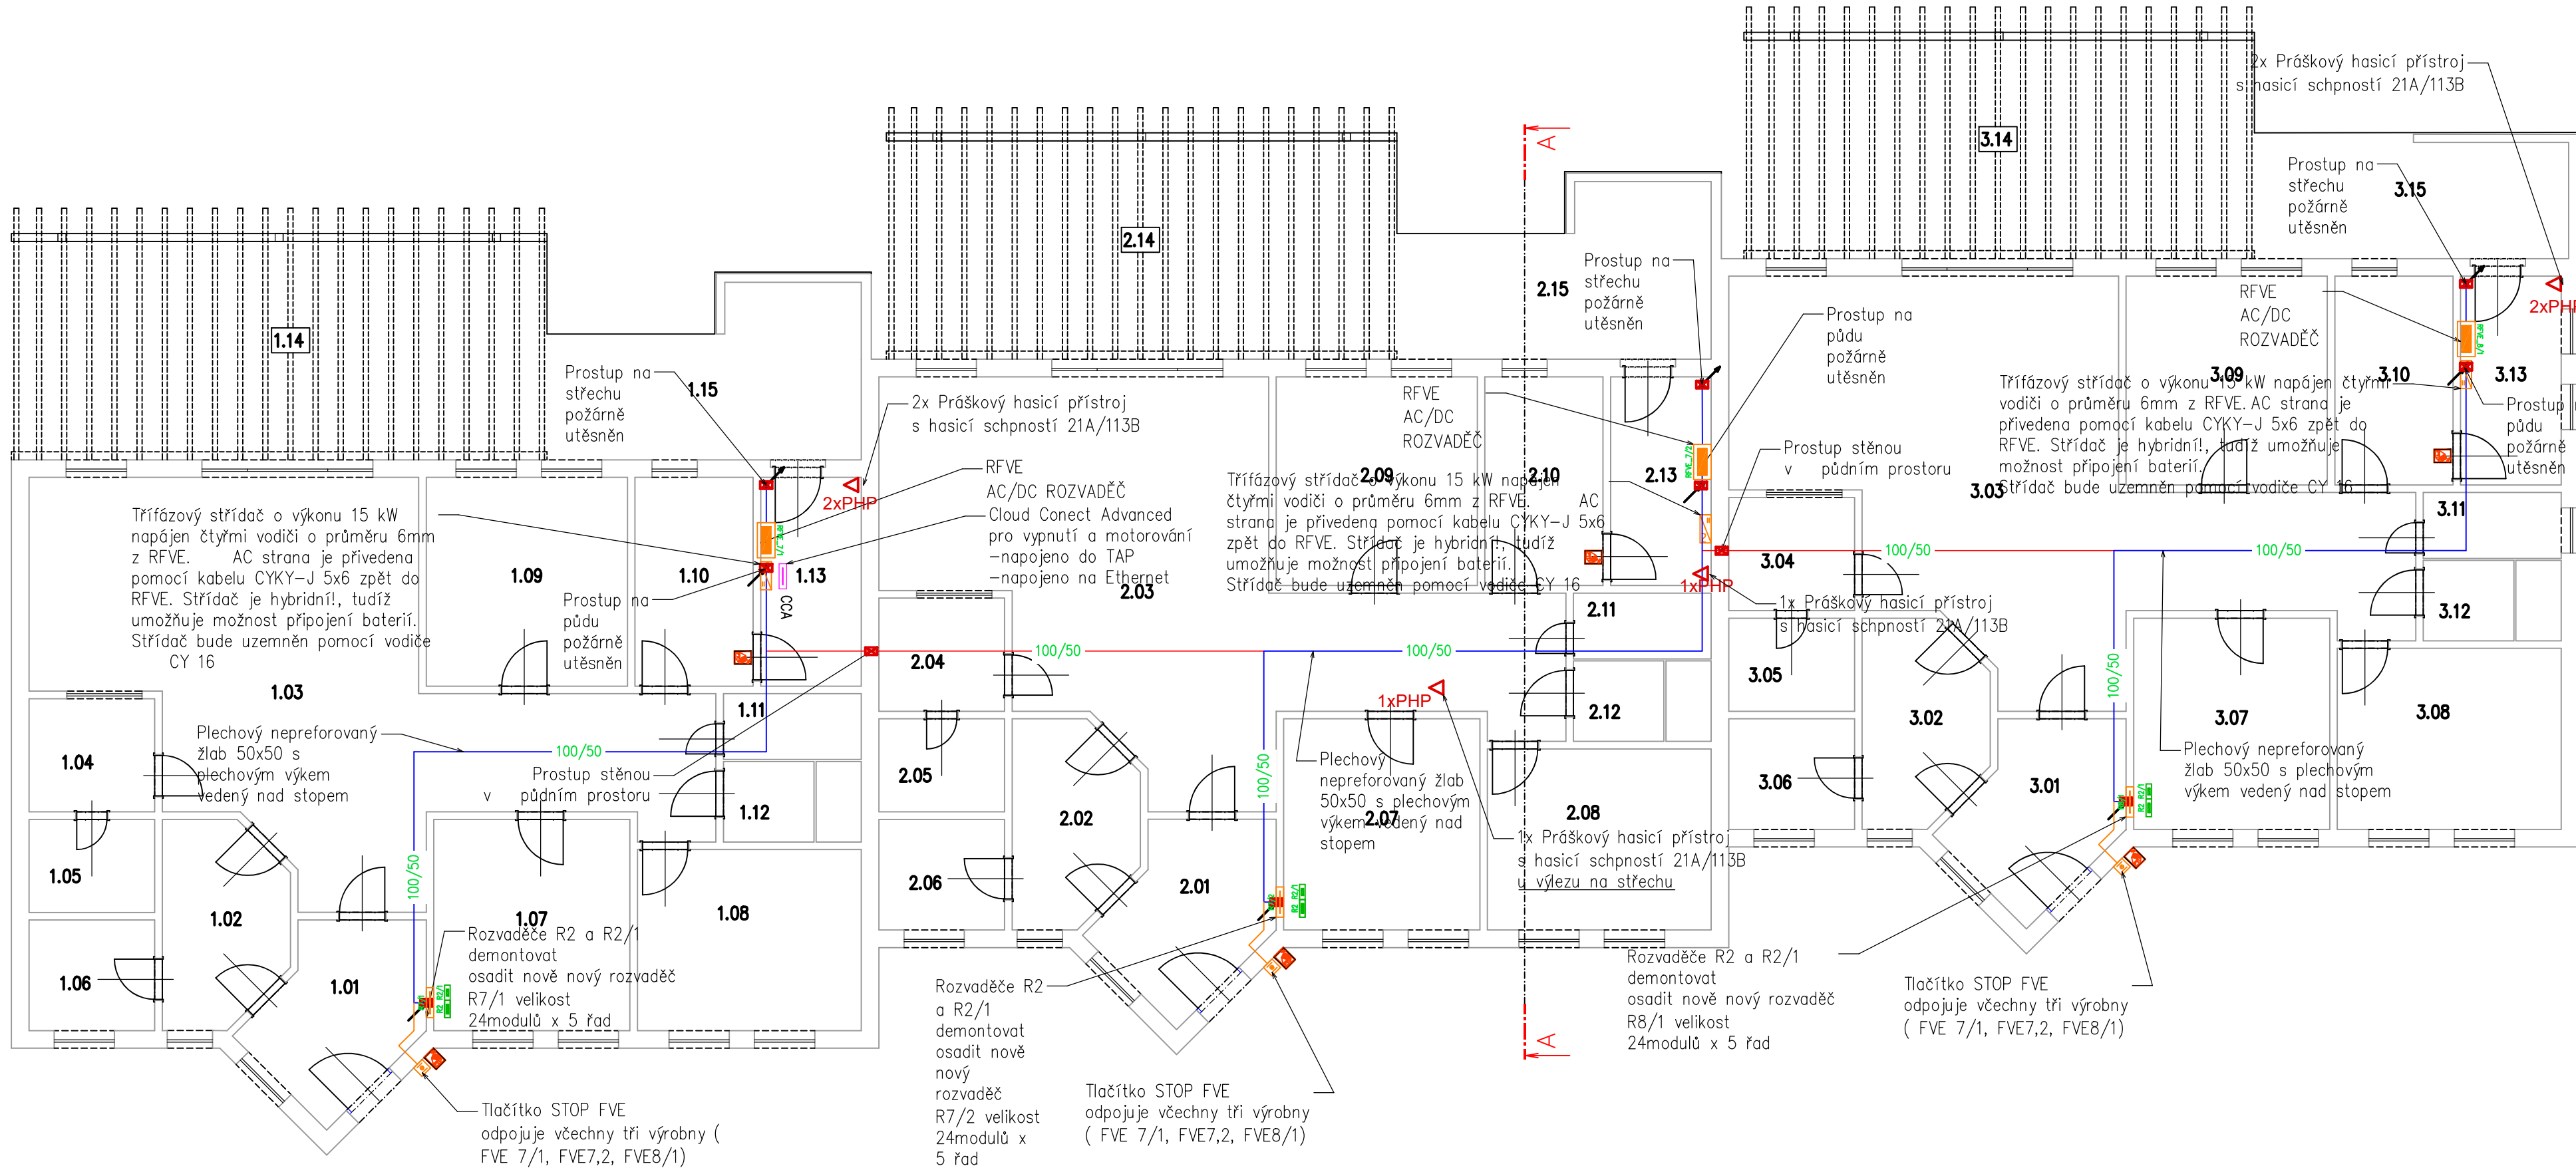 1.14
Prostup na
střechu
požárně
utěsněn
1.15
2x Práškový hasicí přístroj
s hasicí schpností 21A/113B
2xPHP
RFVE
AC/DC ROZVADĚČ
Cloud Conect Advanced
pro vypnutí a motorování
-napojeno do TAP
-napojeno na Ethernet
Třífázový střídač o výkonu 15 kW
napájen čtyřmi vodiči o průměru 6mm
z RFVE. AC strana je přivedena
pomocí kabelu CYKY-J 5x6 zpět do
RFVE. Střídač je hybridní!, tudíž
umožňuje možnost připojení baterií.
Střídač bude uzemněn pomocí vodiče
CY 16
RFVE_7/1
1.09
1.10
1.13
CCA
Prostup na
půdu
požárně
utěsněn
1.03
1.11
Plechový nepreforovaný
žlab 50x50 s
plechovým výkem
vedený nad stopem
100/50
Prostup stěnou
v půdním prostoru
1.04
1.12
1.05
100/50
1.02
1.07
1.08
1.06
1.01
R2 R2/1
Rozvaděče R2 a R2/1
demontovat
osadit nově nový rozvaděč
R7/1 velikost
24modulů x 5 řad
Tlačítko STOP FVE
odpojuje včechny tři výrobny (
FVE 7/1, FVE7,2, FVE8/1)
2.14
A
2.15
Prostup na
střechu
požárně
utěsněn
Prostup na
půdu
požárně
utěsněn
RFVE
AC/DC
ROZVADĚČ
RFVE_7/2
2.09
2.10
2.13
Třífázový střídač o výkonu 15 kW napájen
čtyřmi vodiči o průměru 6mm z RFVE. AC
strana je přivedena pomocí kabelu CYKY-J 5x6
zpět do RFVE. Střídač je hybridní!, tudíž
umožňuje možnost připojení baterií.
Střídač bude uzemněn pomocí vodiče CY 16
Prostup stěnou
v půdním prostoru
2.03
1xPHP
1x Práškový hasicí přístroj
s hasicí schpností 21A/113B
2.11
100/50
100/50
2.04
1xPHP
2.12
2.05
100/50
Plechový
nepreforovaný žlab
50x50 s plechovým
výkem vedený nad
stopem
2.02
2.07
2.08
1x Práškový hasicí přístroj
s hasicí schpností 21A/113B
u výlezu na střechu
2.06
2.01
R2 R2/1
Rozvaděče R2
a R2/1
demontovat
osadit nově
nový
rozvaděč
R7/2 velikost
24modulů x
5 řad
Tlačítko STOP FVE
odpojuje včechny tři výrobny
( FVE 7/1, FVE7,2, FVE8/1)
A
3.14
2x Práškový hasicí přístroj
s hasicí schpností 21A/113B
Prostup na
střechu
požárně
utěsněn
3.15
RFVE
AC/DC
ROZVADĚČ
RFVE_8/1
3.09
3.10
3.13
Třífázový střídač o výkonu 15 kW napájen čtyřmi
vodiči o průměru 6mm z RFVE. AC strana je
přivedena pomocí kabelu CYKY-J 5x6 zpět do
RFVE. Střídač je hybridní!, tudíž umožňuje
možnost připojení baterií.
Střídač bude uzemněn pomocí vodiče CY 16
Prostup
půdu
požárně
utěsněn
3.03
3.11
100/50
100/50
3.04
3.12
3.05
100/50
3.02
3.07
3.08
3.06
3.01
Plechový nepreforovaný
žlab 50x50 s plechovým
výkem vedený nad stopem
R2 R2/1
Rozvaděče R2 a R2/1
demontovat
osadit nově nový rozvaděč
R8/1 velikost
24modulů x 5 řad
Tlačítko STOP FVE
odpojuje včechny tři výrobny
( FVE 7/1, FVE7,2, FVE8/1)